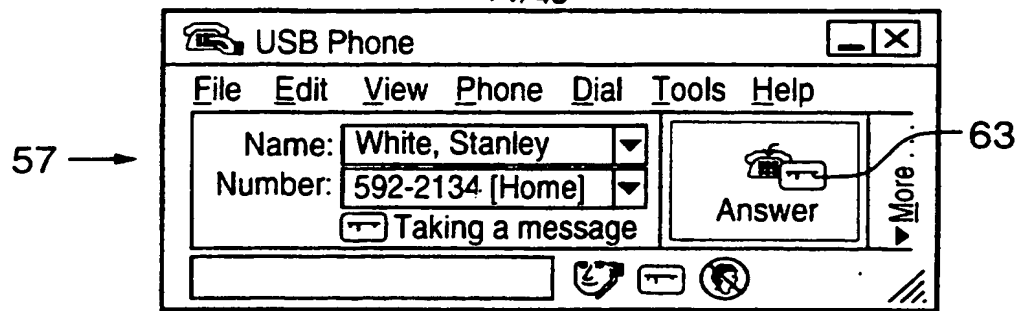 USB Phone
File Edit View Phone Dial Tools Help
57
Name: White, Stanley
Number: 592-2134 [Home]
Taking a message
Answer
More...
63